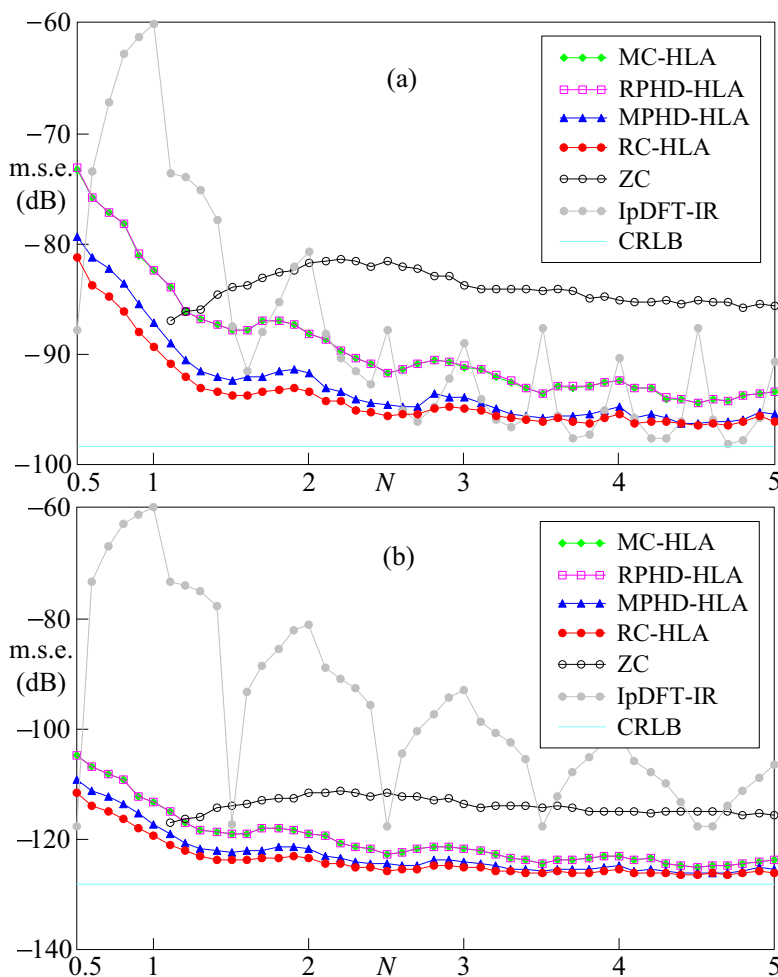 −60
(a)
MC-HLA
RPHD-HLA
MPHD-HLA
RC-HLA
ZC
IpDFT-IR
CRLB
−70
m.s.e.
(dB)
−80
−90
−100
0.5 1 2 N 3 4 5
−60
(b)
MC-HLA
RPHD-HLA
MPHD-HLA
RC-HLA
ZC
IpDFT-IR
CRLB
−80
m.s.e.
(dB)
−100
−120
−140
0.5 1 2 N 3 4 5